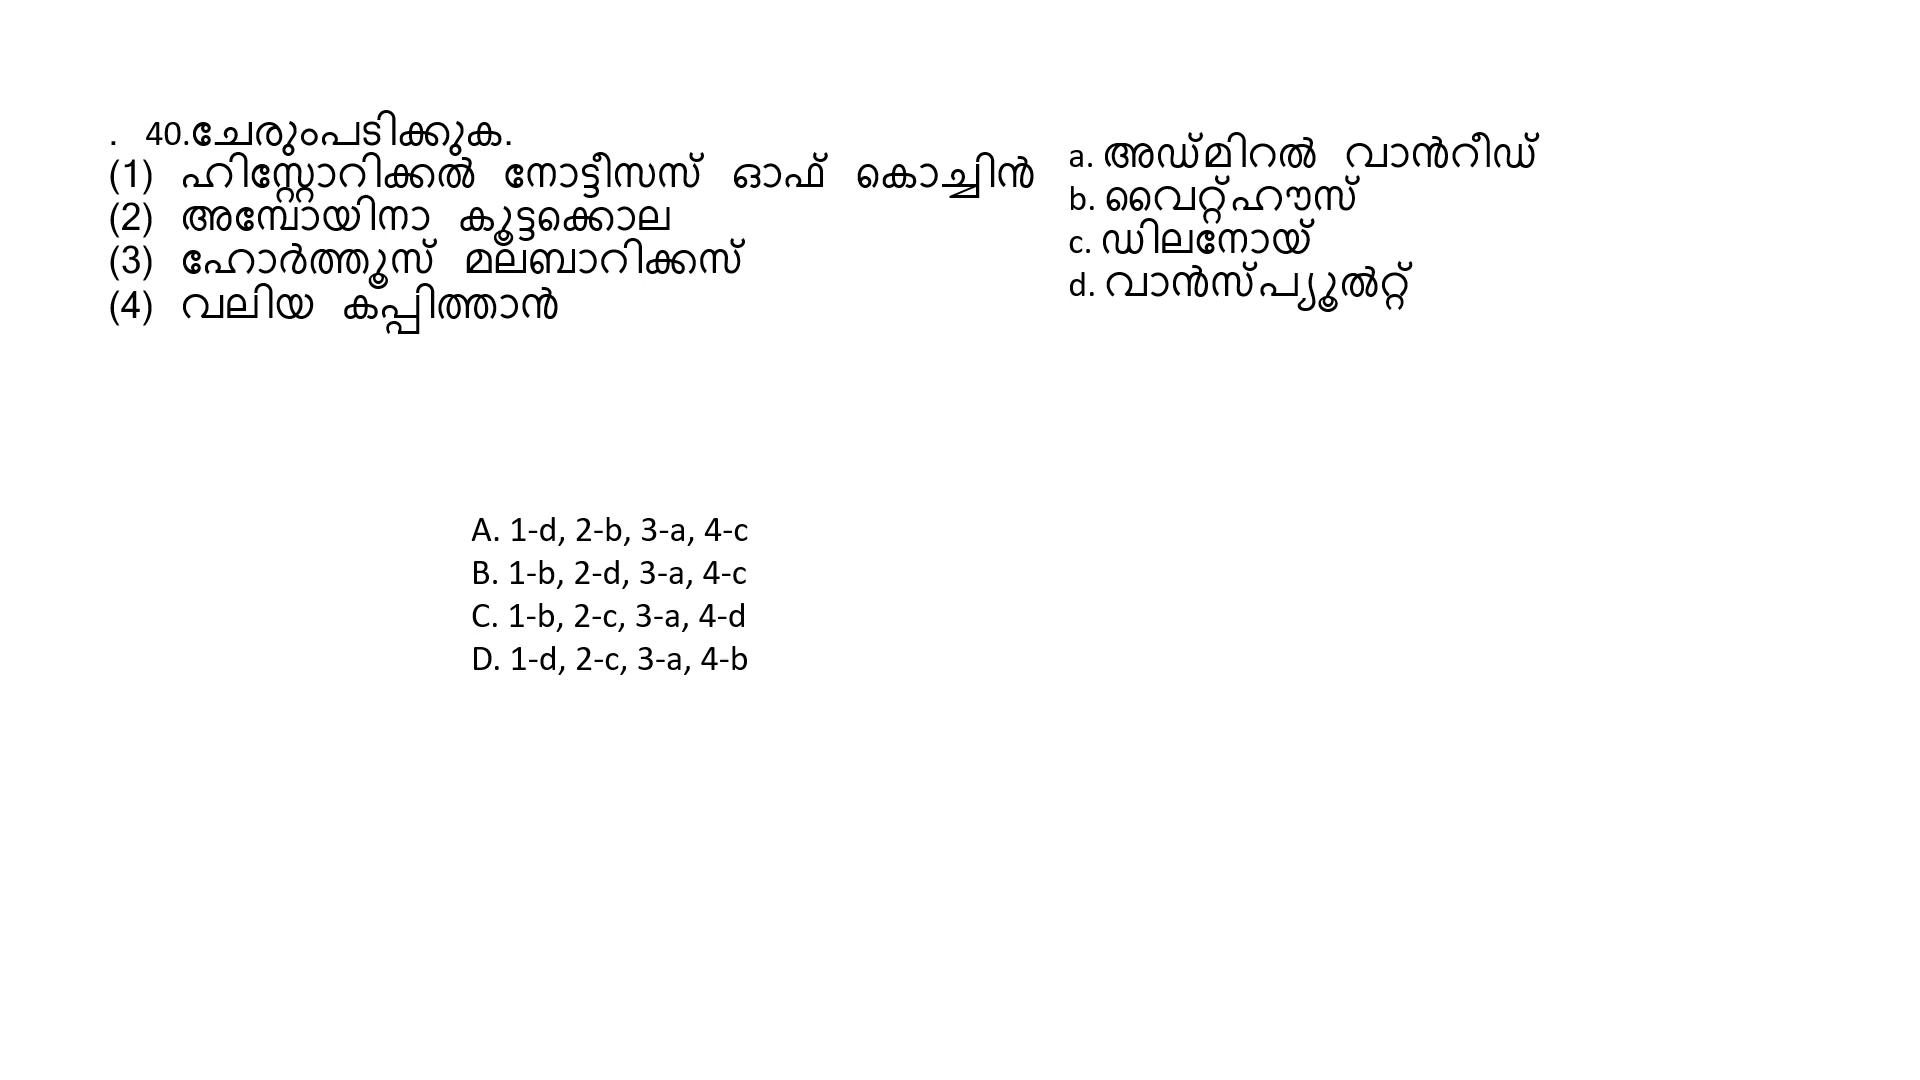 . 40.ചേരുംപടിക്കുക.
(1) ഹിസ്റ്റോറിക്കൽ നോട്ടീസസ് ഓഫ് കൊച്ചിൻ
(2) അമ്പോയിനാ കൂട്ടക്കൊല
(3) ഹോർത്തൂസ് മലബാറിക്കസ്
(4) വലിയ കപ്പിത്താൻ
a. അഡ്മിറൽ വാൻറീഡ്
b. വൈറ്റ്ഹൗസ്
c. ഡിലനോയ്
d. വാൻസ്പ്യൂൽറ്റ്
A. 1-d, 2-b, 3-a, 4-c
B. 1-b, 2-d, 3-a, 4-c
C. 1-b, 2-c, 3-a, 4-d
D. 1-d, 2-c, 3-a, 4-b